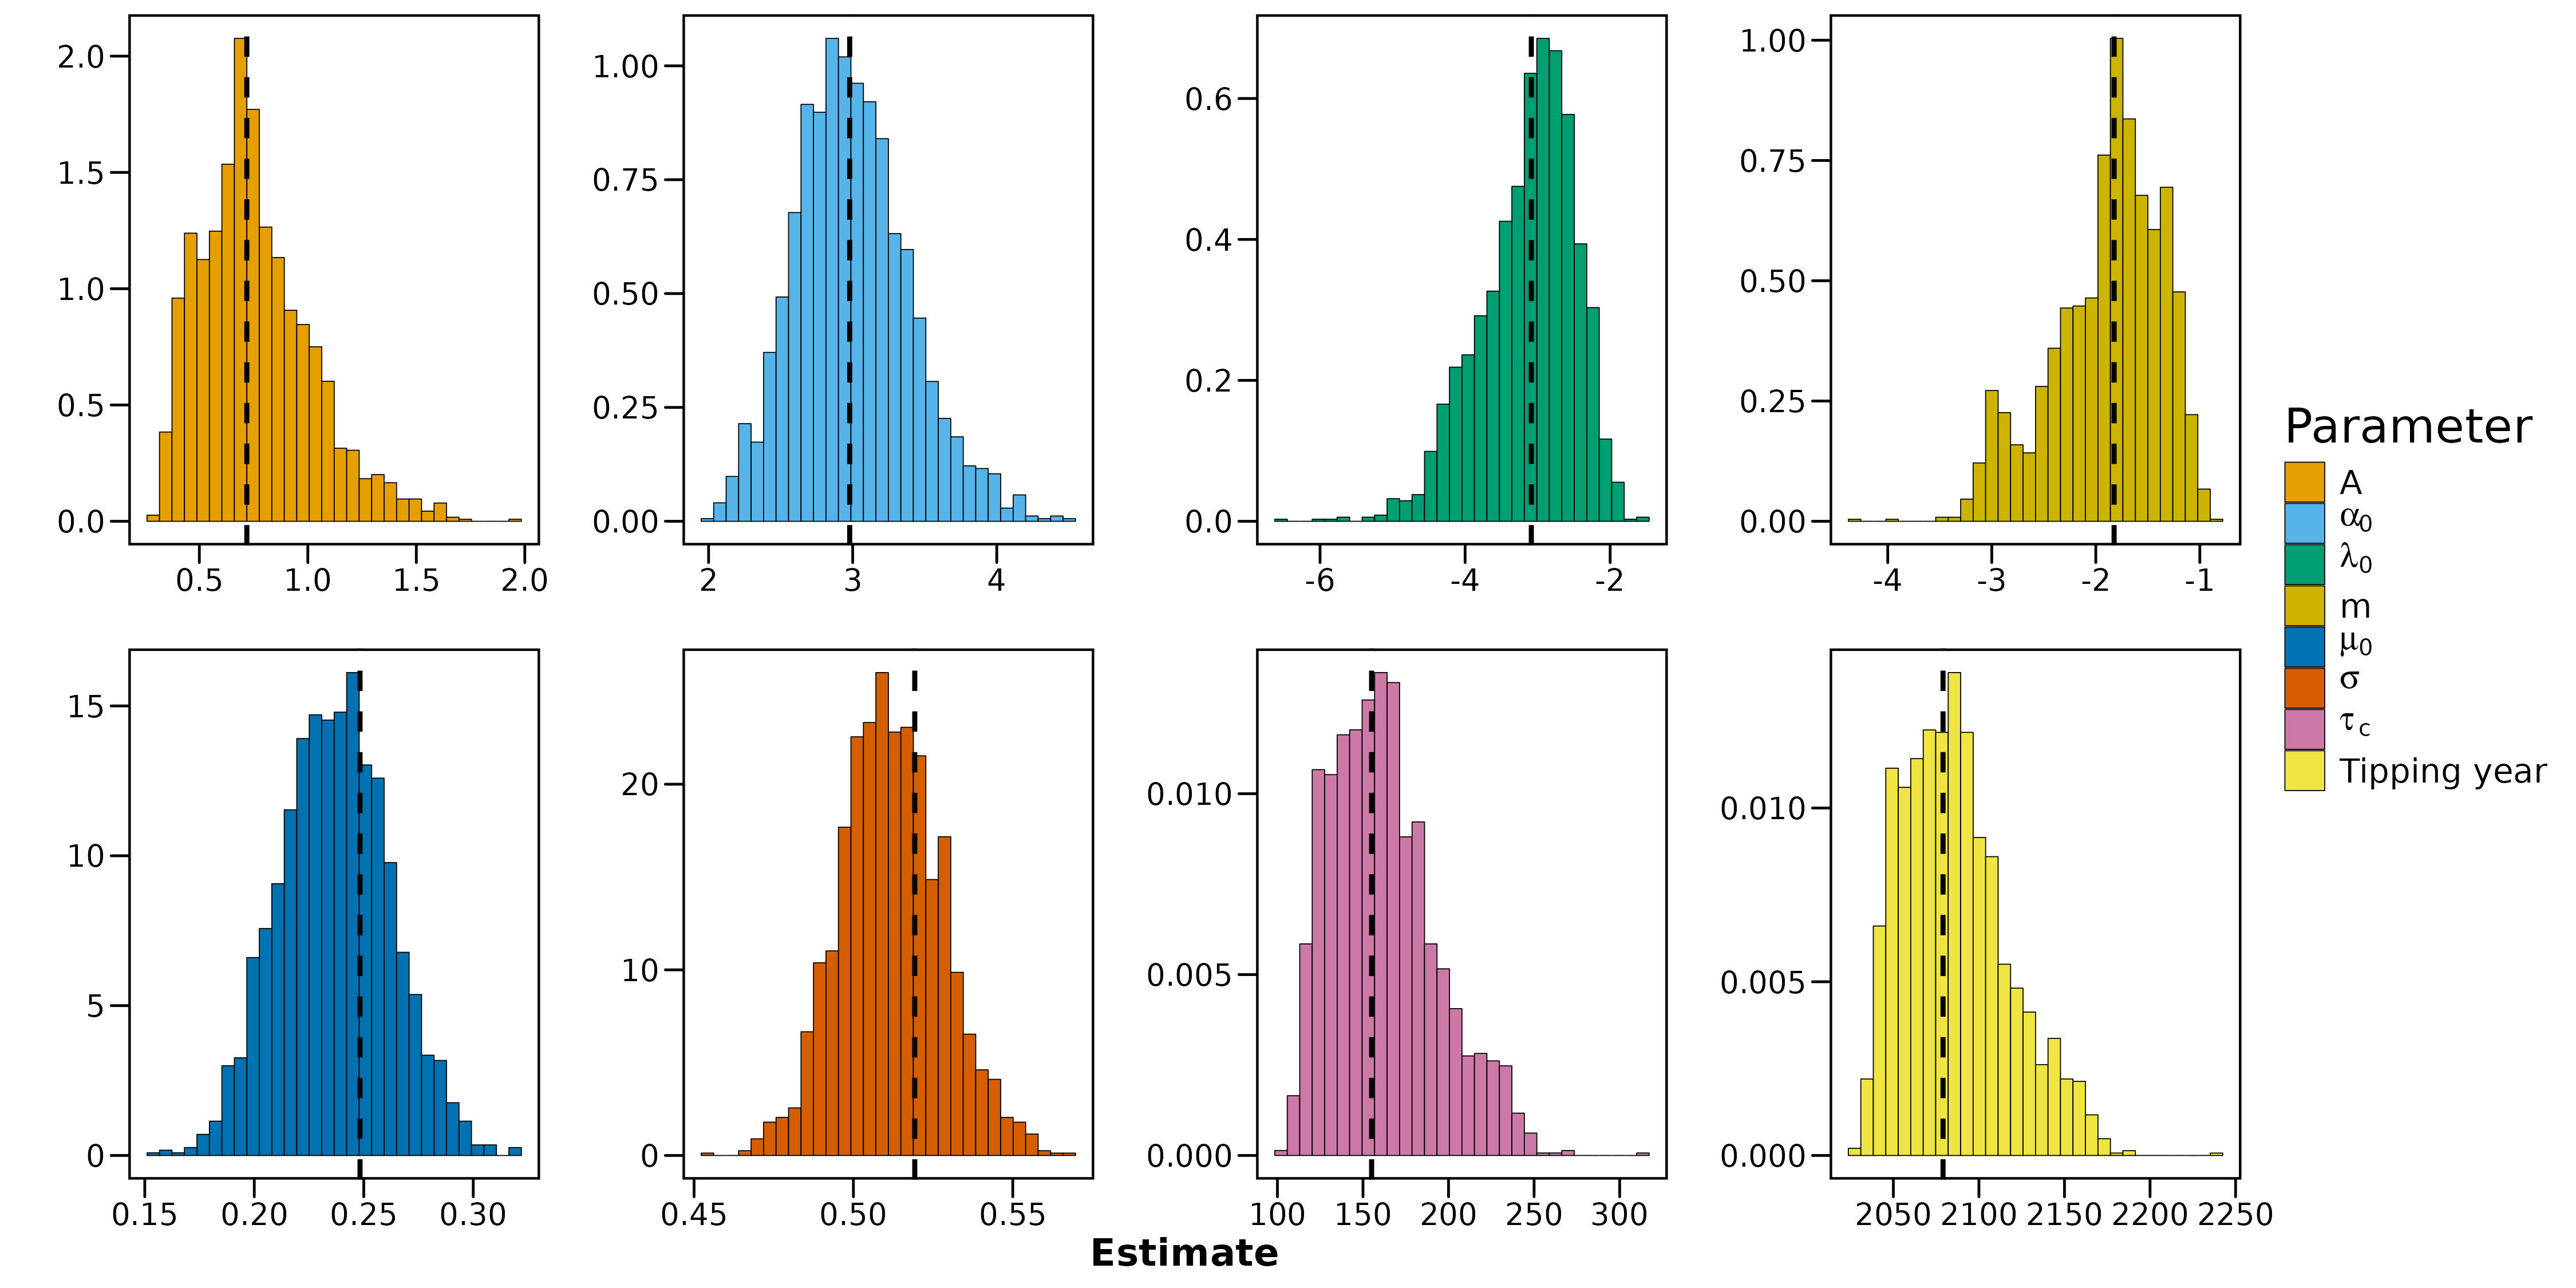 2.0
1.5
1.0
0.5
0.0
0.5 1.0 1.5 2.0
1.00
0.75
0.50
0.25
0.00
2 3 4
0.6
0.4
0.2
0.0
-6 -4 -2
1.00
0.75
0.50
0.25
0.00
-4 -3 -2 -1
15
10
5
0
0.15 0.20 0.25 0.30
20
10
0
0.45 0.50 0.55
0.010
0.005
0.000
100 150 200 250 300
0.010
0.005
0.000
2050 2100 2150 2200 2250
Estimate
Parameter
A
α0
λ0
m
μ0
σ
τc
Tipping year